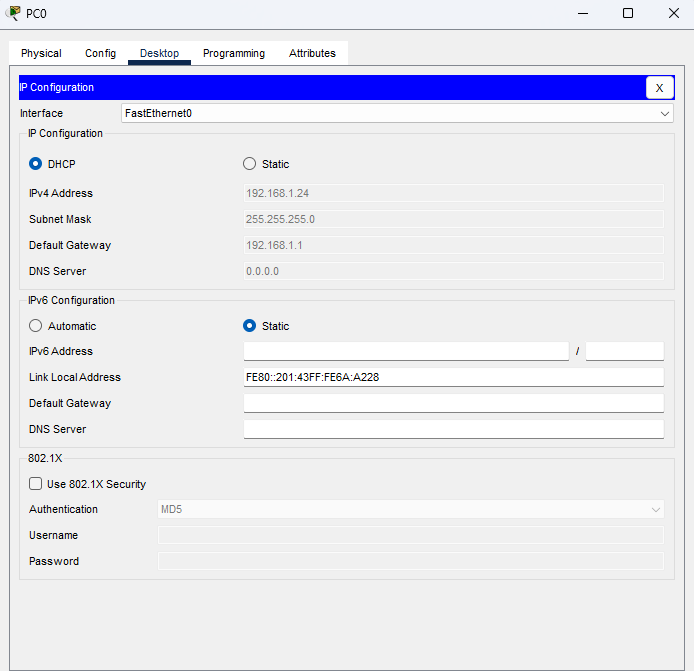 PC0
Physical Config Desktop Programming Attributes
IP Configuration X
Interface FastEthernet0
IP Configuration
DHCP Static
IPv4 Address 192.168.1.24
Subnet Mask 255.255.255.0
Default Gateway 192.168.1.1
DNS Server 0.0.0.0
IPv6 Configuration
Automatic Static
IPv6 Address /
Link Local Address FE80::201:43FF:FE6A:A228
Default Gateway
DNS Server
802.1X
Use 802.1X Security
Authentication MD5
Username
Password